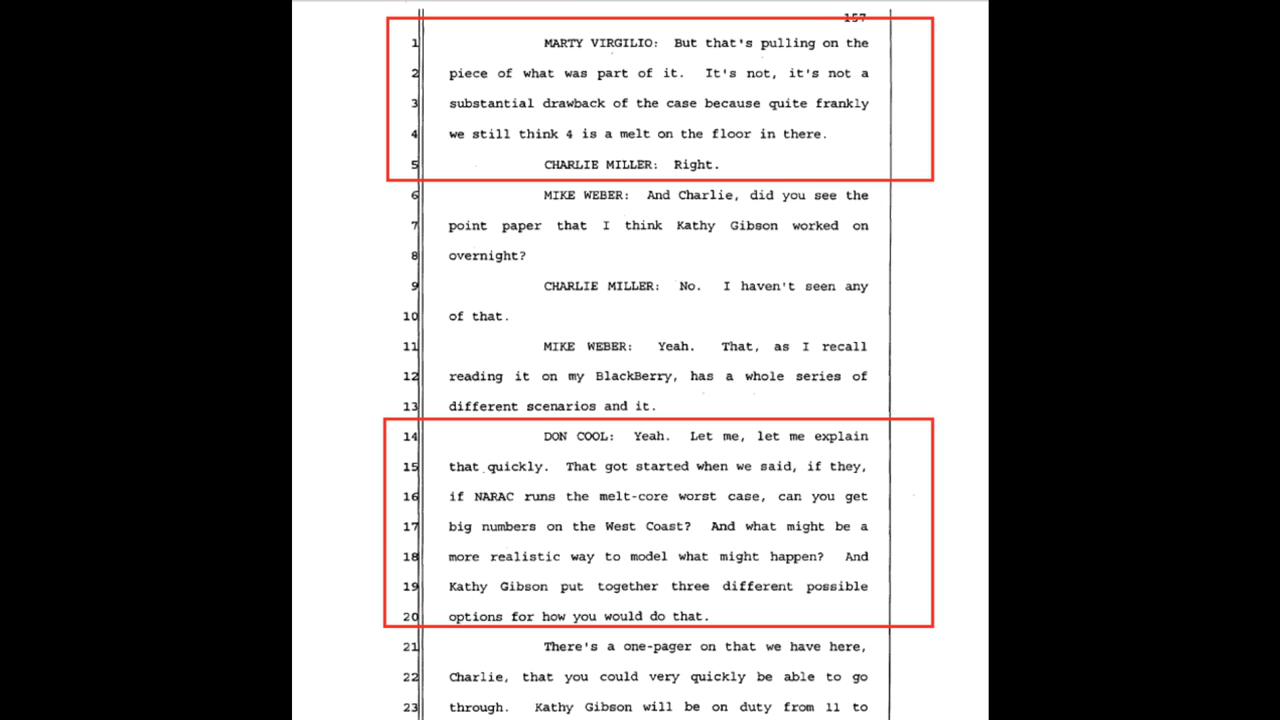 157
1 MARTY VIRGILIO: But that's pulling on the
2 piece of what was part of it. It's not, it's not a
3 substantial drawback of the case because quite frankly
4 we still think 4 is a melt on the floor in there.
5 CHARLIE MILLER: Right.
6 MIKE WEBER: And Charlie, did you see the
7 point paper that I think Kathy Gibson worked on
8 overnight?
9 CHARLIE MILLER: No. I haven't seen any
10 of that.
11 MIKE WEBER: Yeah. That, as I recall
12 reading it on my BlackBerry, has a whole series of
13 different scenarios and it.
14 DON COOL: Yeah. Let me, let me explain
15 that quickly. That got started when we said, if they,
16 if NARAC runs the melt-core worst case, can you get
17 big numbers on the West Coast? And what might be a
18 more realistic way to model what might happen? And
19 Kathy Gibson put together three different possible
20 options for how you would do that.
21 There's a one-pager on that we have here,
22 Charlie, that you could very quickly be able to go
23 through. Kathy Gibson will be on duty from 11 to